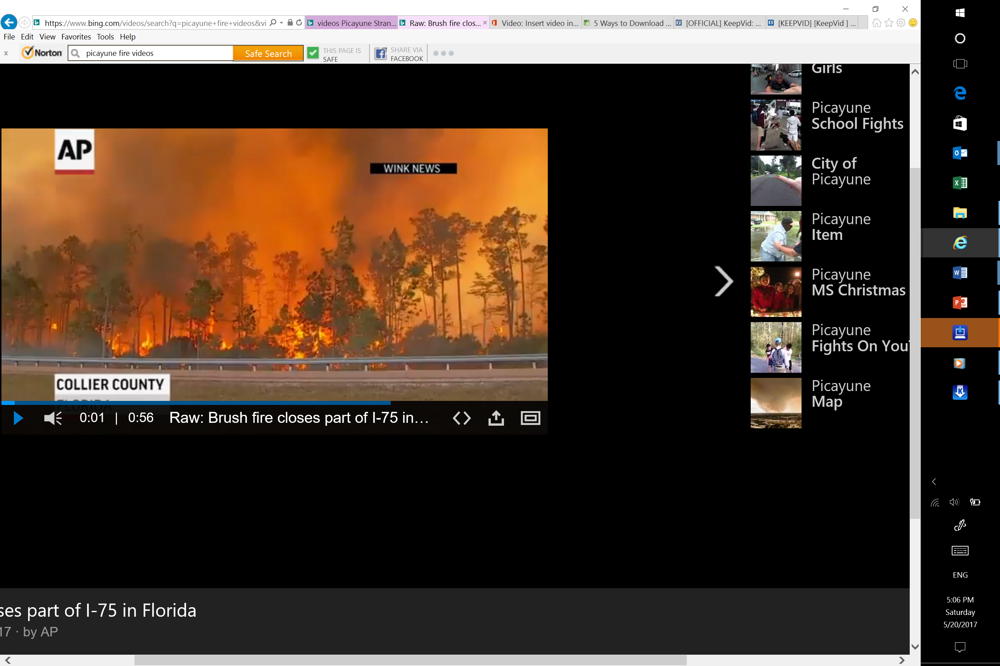 https://www.bing.com/videos/search?q=picayune+fire+videos&vi
videos Picayune Stran...
Raw: Brush fire clos...
Video: Insert video in...
5 Ways to Download ...
[OFFICIAL] KeepVid: ...
[KEEPVID] [KeepVid ] ...
File Edit View Favorites Tools Help
x Norton picayune fire videos Safe Search
THIS PAGE IS
SAFE
SHARE VIA
FACEBOOK
Girls
Picayune
School Fights
City of
Picayune
Picayune
Item
Picayune
MS Christmas
Picayune
Fights On You
Picayune
Map
AP
WINK NEWS
COLLIER COUNTY
FLORIDA
0:01 | 0:56 Raw: Brush fire closes part of I-75 in...
ses part of I-75 in Florida
17 · by AP
ENG
5:06 PM
Saturday
5/20/2017